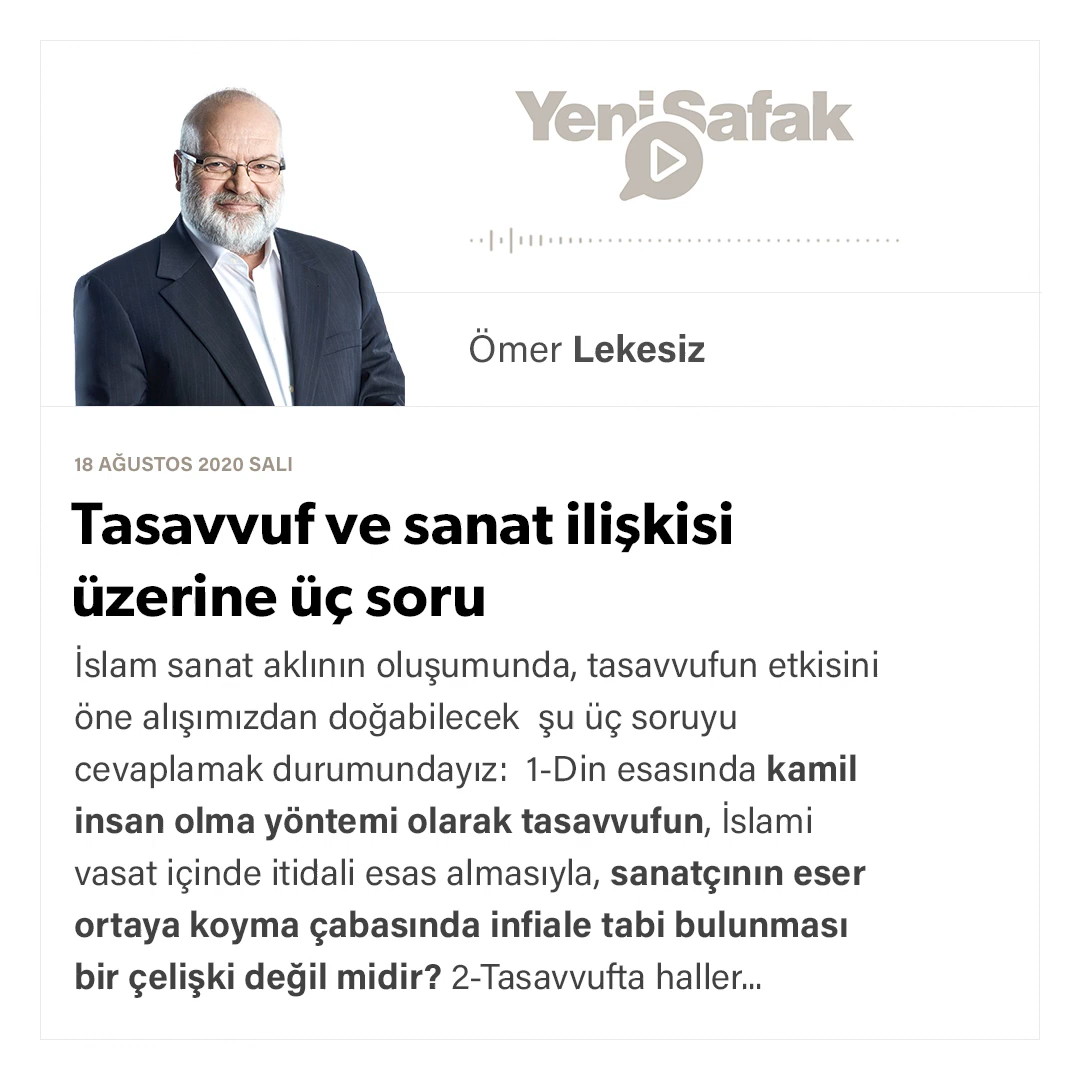 YeniSafak
Ömer Lekesiz
18 AĞUSTOS 2020 SALI
Tasavvuf ve sanat ilişkisi
üzerine üç soru
İslam sanat aklının oluşumunda, tasavvufun etkisini
öne alışımızdan doğabilecek şu üç soruyu
cevaplamak durumundayız: 1-Din esasında kamil
insan olma yöntemi olarak tasavvufun, İslami
vasat içinde itidali esas almasıyla, sanatçının eser
ortaya koyma çabasında infiale tabi bulunması
bir çelişki değil midir? 2-Tasavvufta haller...